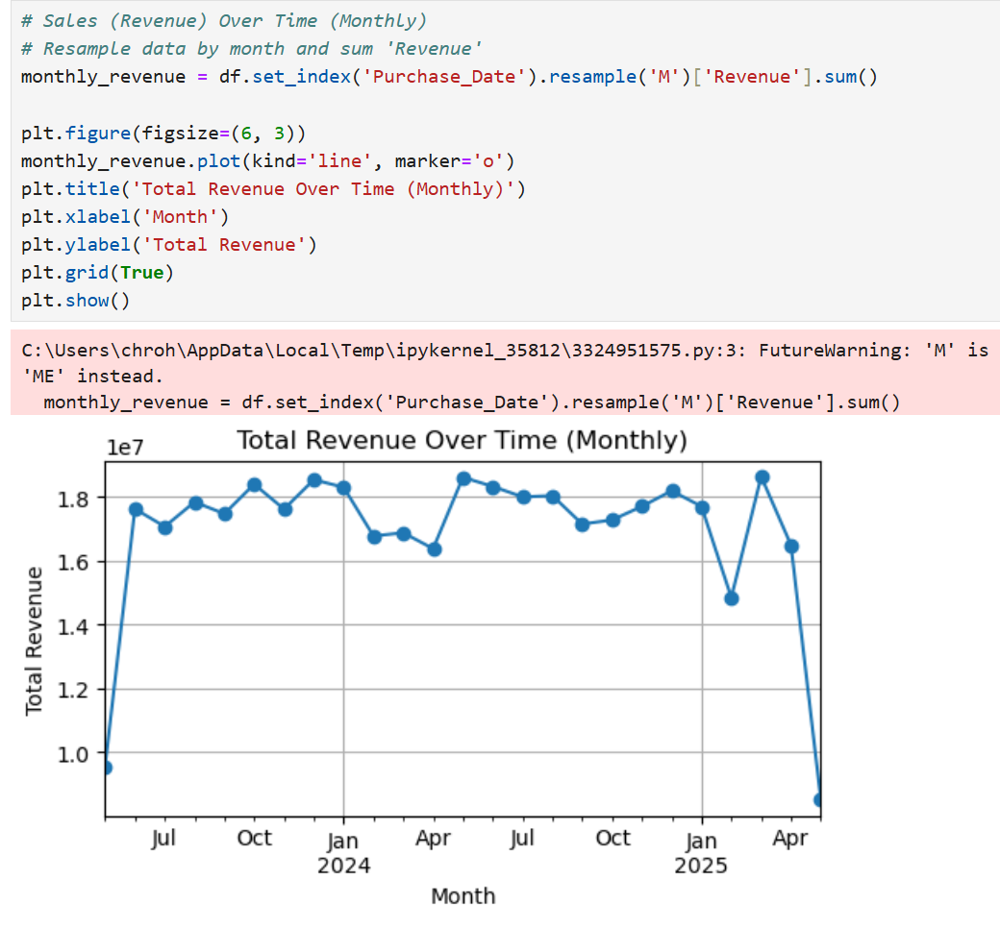 # Sales (Revenue) Over Time (Monthly)
# Resample data by month and sum 'Revenue'
monthly_revenue = df.set_index('Purchase_Date').resample('M')['Revenue'].sum()
plt.figure(figsize=(6, 3))
monthly_revenue.plot(kind='line', marker='o')
plt.title('Total Revenue Over Time (Monthly)')
plt.xlabel('Month')
plt.ylabel('Total Revenue')
plt.grid(True)
plt.show()
C:\Users\chroh\AppData\Local\Temp\ipykernel_35812\3324951575.py:3: FutureWarning: 'M' is
'ME' instead.
monthly_revenue = df.set_index('Purchase_Date').resample('M')['Revenue'].sum()
Total Revenue Over Time (Monthly)
1e7
1.8
1.6
1.4
1.2
1.0
Total Revenue
Jul Oct Jan Apr Jul Oct Jan Apr
2024 2025
Month